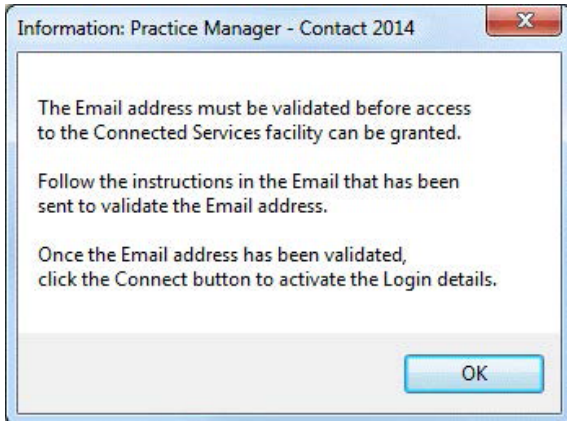 Information: Practice Manager - Contact 2014
The Email address must be validated before access
to the Connected Services facility can be granted.
Follow the instructions in the Email that has been
sent to validate the Email address.
Once the Email address has been validated,
click the Connect button to activate the Login details.
OK